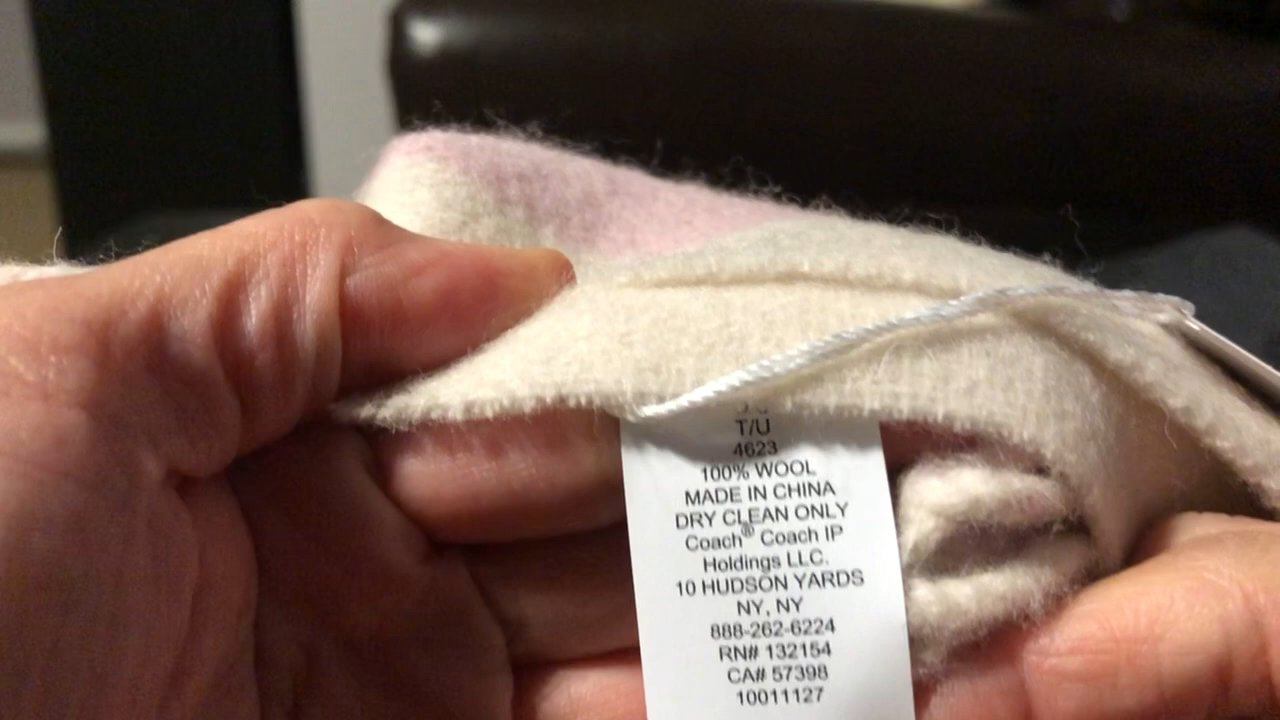 T/U
4623
100% WOOL
MADE IN CHINA
DRY CLEAN ONLY
Coach® Coach IP
Holdings LLC.
10 HUDSON YARDS
NY, NY
888-262-6224
RN# 132154
CA# 57398
10011127